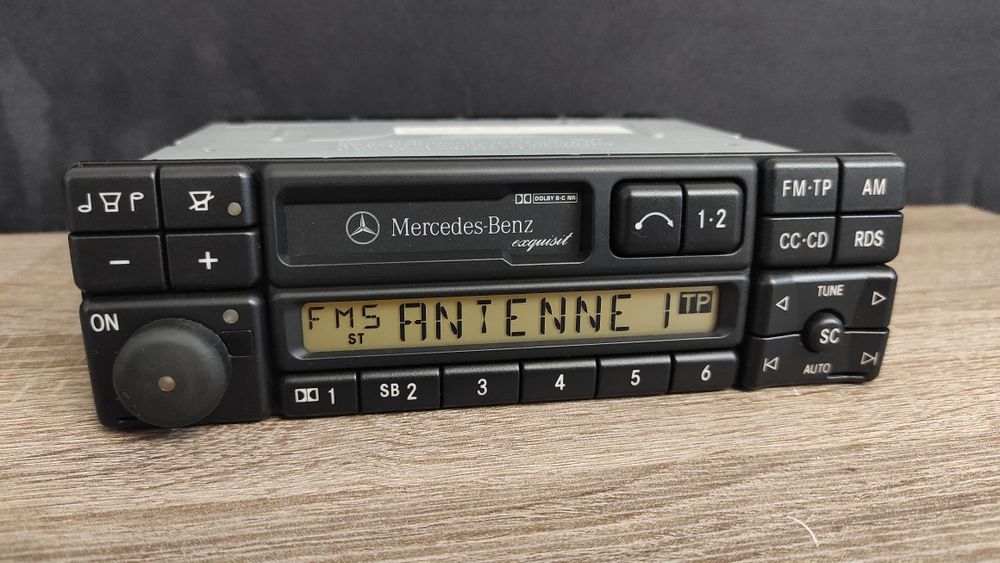 DOLBY B-C NR
Mercedes-Benz
exquisit
1·2
FM·TP
AM
CC·CD
RDS
− +
ON
FM5 ST ANTENNE 1 TP
TUNE
SC
AUTO
1
SB 2
3
4
5
6